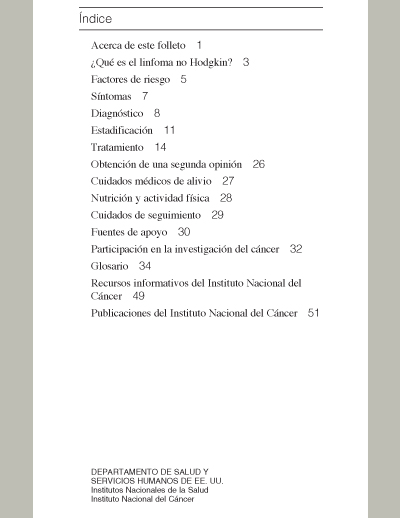 Índice
Acerca de este folleto 1
¿Qué es el linfoma no Hodgkin? 3
Factores de riesgo 5
Síntomas 7
Diagnóstico 8
Estadificación 11
Tratamiento 14
Obtención de una segunda opinión 26
Cuidados médicos de alivio 27
Nutrición y actividad física 28
Cuidados de seguimiento 29
Fuentes de apoyo 30
Participación en la investigación del cáncer 32
Glosario 34
Recursos informativos del Instituto Nacional del
Cáncer 49
Publicaciones del Instituto Nacional del Cáncer 51
DEPARTAMENTO DE SALUD Y
SERVICIOS HUMANOS DE EE. UU.
Institutos Nacionales de la Salud
Instituto Nacional del Cáncer